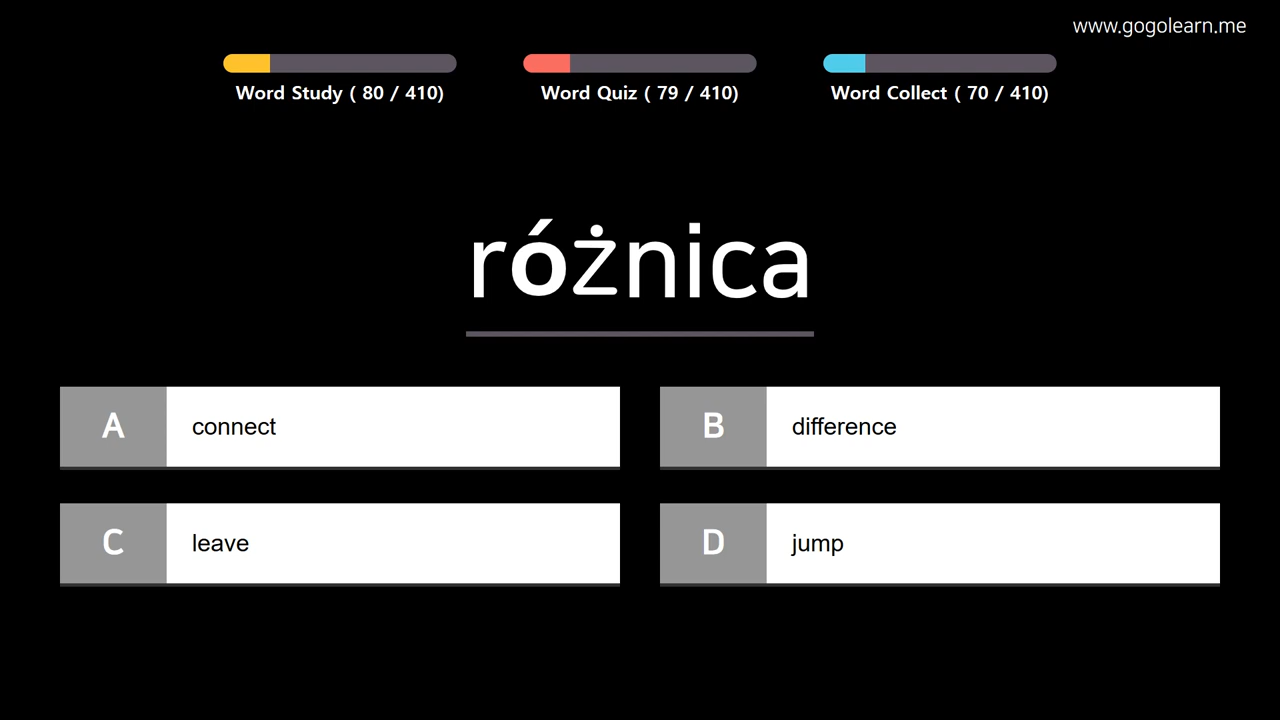 www.gogolearn.me
Word Study ( 80 / 410)
Word Quiz ( 79 / 410)
Word Collect ( 70 / 410)
różnica
A connect
B difference
C leave
D jump